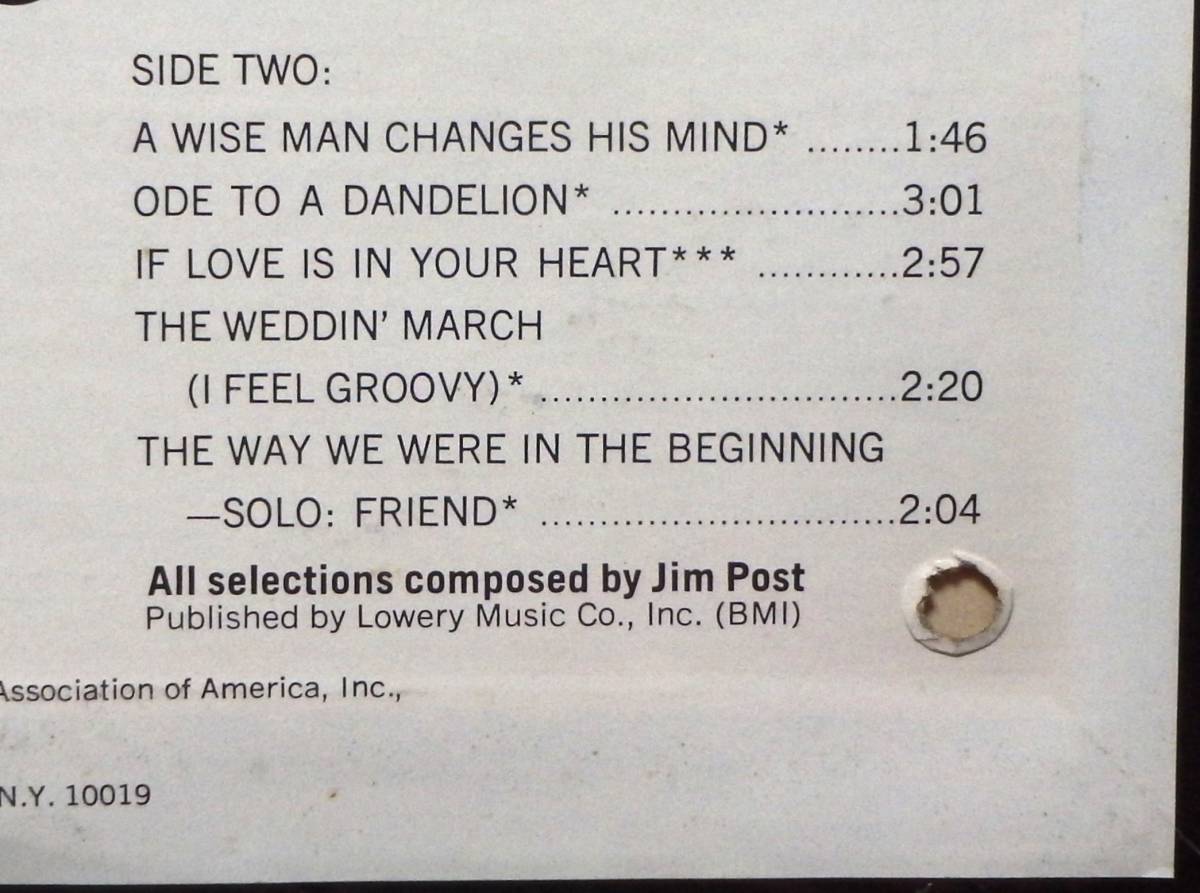 SIDE TWO:
A WISE MAN CHANGES HIS MIND* ........1:46
ODE TO A DANDELION* ........................3:01
IF LOVE IS IN YOUR HEART*** ............2:57
THE WEDDIN' MARCH
(I FEEL GROOVY)* ..............................2:20
THE WAY WE WERE IN THE BEGINNING
—SOLO: FRIEND* ..............................2:04
All selections composed by Jim Post
Published by Lowery Music Co., Inc. (BMI)
Association of America, Inc.,
N.Y. 10019